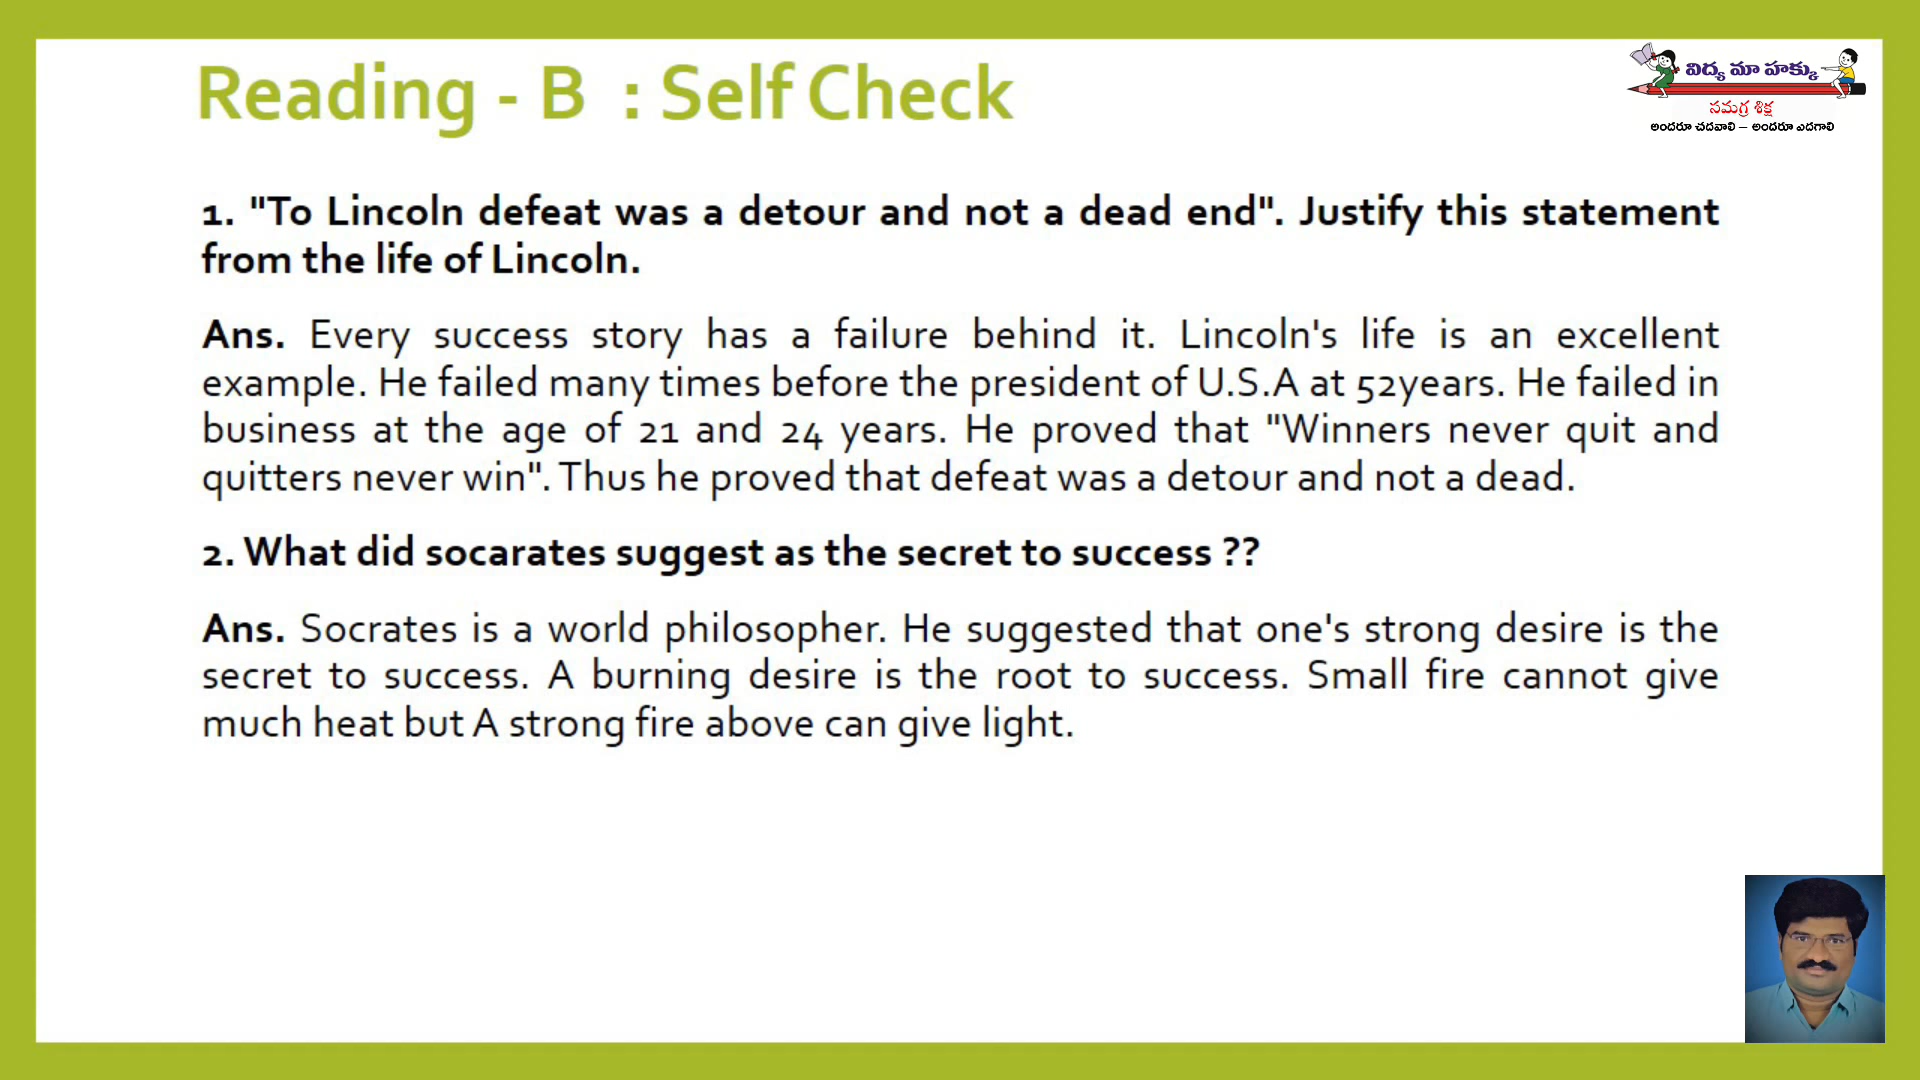 Reading - B : Self Check
విద్య మా హక్కు
సమగ్ర శిక్ష
అందరూ చదవాలి – అందరూ ఎదగాలి
1. "To Lincoln defeat was a detour and not a dead end". Justify this statement
from the life of Lincoln.
Ans. Every success story has a failure behind it. Lincoln's life is an excellent
example. He failed many times before the president of U.S.A at 52years. He failed in
business at the age of 21 and 24 years. He proved that "Winners never quit and
quitters never win". Thus he proved that defeat was a detour and not a dead.
2. What did socarates suggest as the secret to success ??
Ans. Socrates is a world philosopher. He suggested that one's strong desire is the
secret to success. A burning desire is the root to success. Small fire cannot give
much heat but A strong fire above can give light.